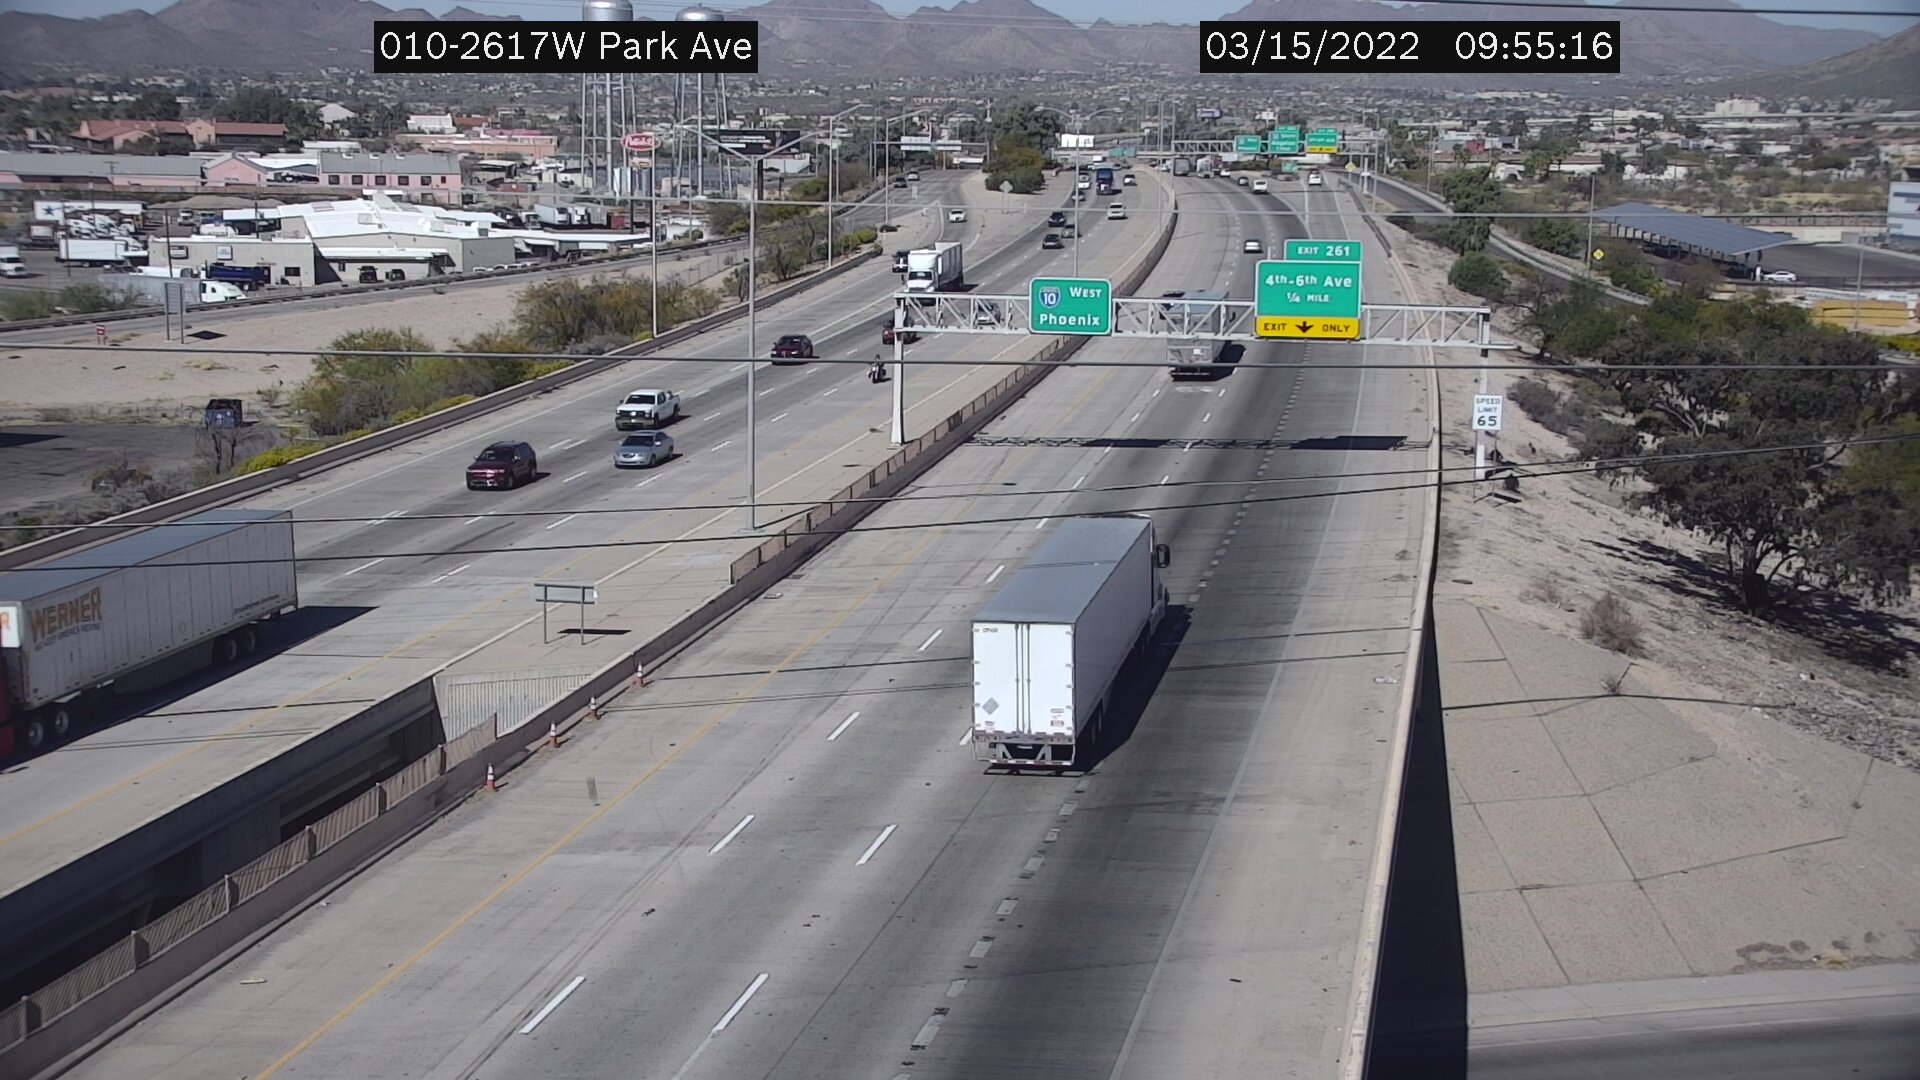 010-2617W Park Ave
03/15/2022 09:55:16
EXIT 261
4th-6th Ave
1/4 MILE
EXIT ONLY
10 WEST
Phoenix
SPEED
LIMIT
65
WERNER